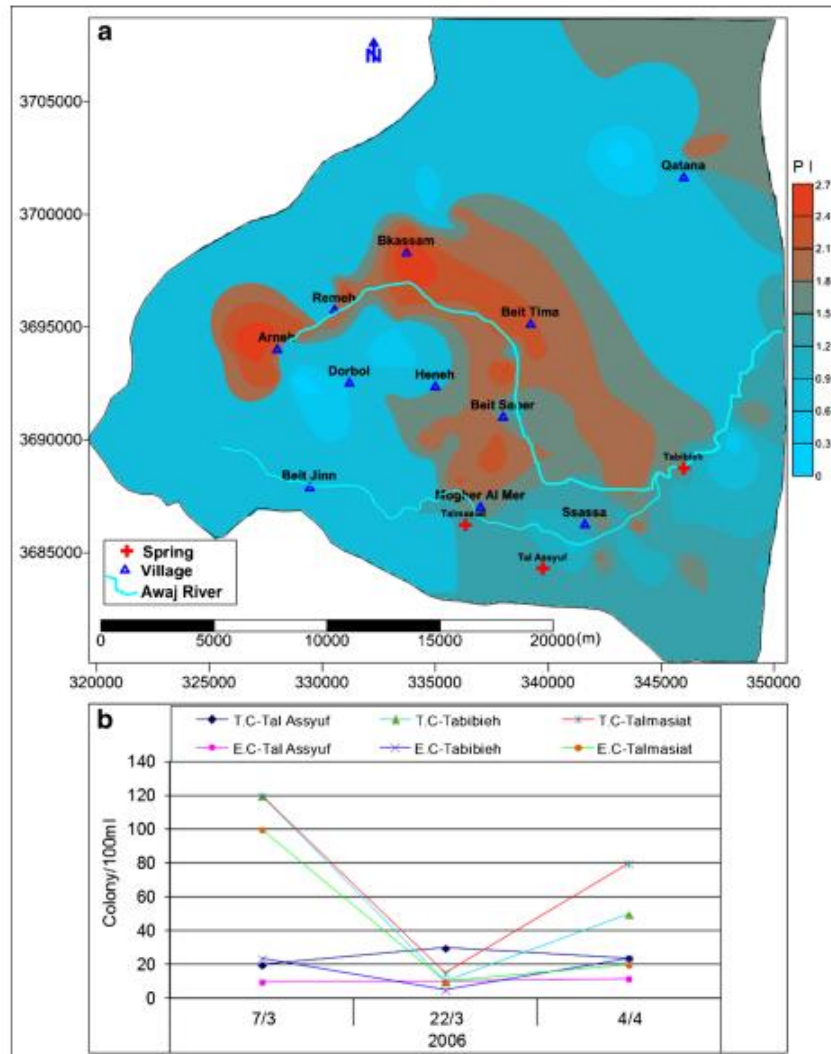 a
N
3705000
3700000
3695000
3690000
3685000
Qatana
Bkassam
Remeh
Beit Tima
Arneh
Dorbol
Heneh
Beit Saber
Tabibieh
Beit Jinn
Mogher Al Mer
Ssassa
Tal Assyuf
P I
2.7
2.4
2.1
1.8
1.5
1.2
0.9
0.6
0.3
0
Spring
Village
Awaj River
0 5000 10000 15000 20000 (m)
320000 325000 330000 335000 340000 345000 350000
b
T.C-Tal Assyuf T.C-Tabibieh T.C-Talmasiat
E.C-Tal Assyuf E.C-Tabibieh E.C-Talmasiat
Colony/100ml
140
120
100
80
60
40
20
0
7/3 22/3 4/4
2006